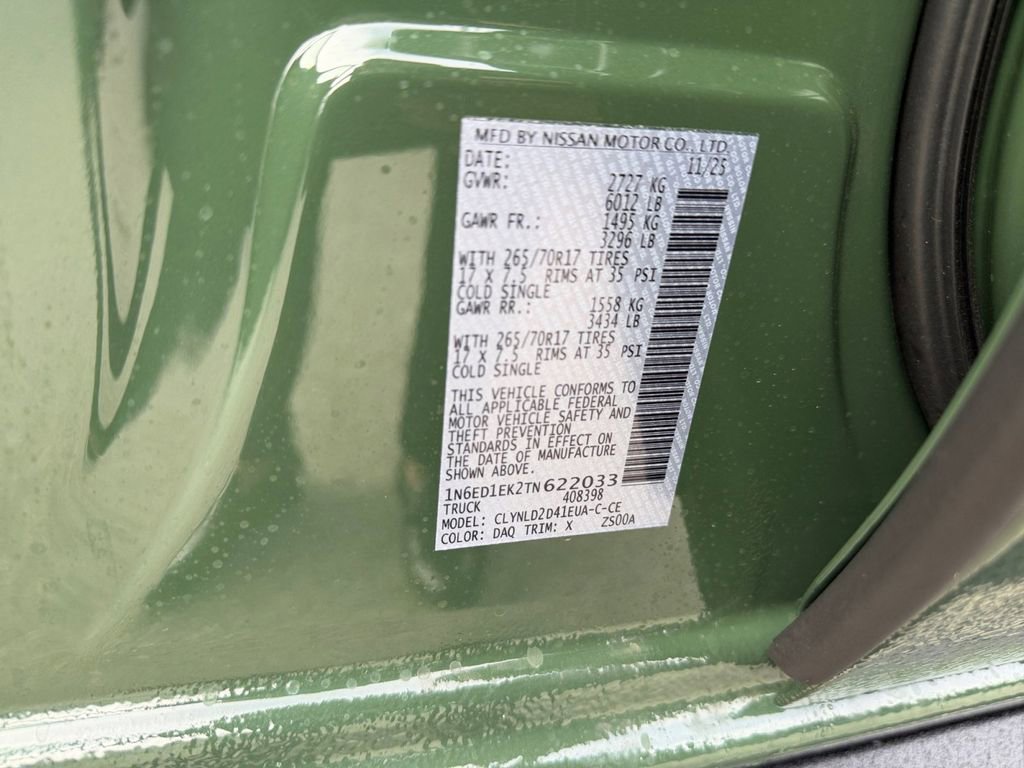 MFD BY NISSAN MOTOR CO., LTD.
DATE: 11/25
GVWR: 2727 KG
6012 LB
GAWR FR.: 1495 KG
3296 LB
WITH 265/70R17 TIRES
17 X 7.5 RIMS AT 35 PSI
COLD SINGLE
GAWR RR.: 1558 KG
3434 LB
WITH 265/70R17 TIRES
17 X 7.5 RIMS AT 35 PSI
COLD SINGLE
THIS VEHICLE CONFORMS TO
ALL APPLICABLE FEDERAL
MOTOR VEHICLE SAFETY AND
THEFT PREVENTION
STANDARDS IN EFFECT ON
THE DATE OF MANUFACTURE
SHOWN ABOVE.
1N6ED1EK2TN622033
TRUCK 408398
MODEL: CLYNLD2D41EUA-C-CE
COLOR: DAQ TRIM: X ZS00A